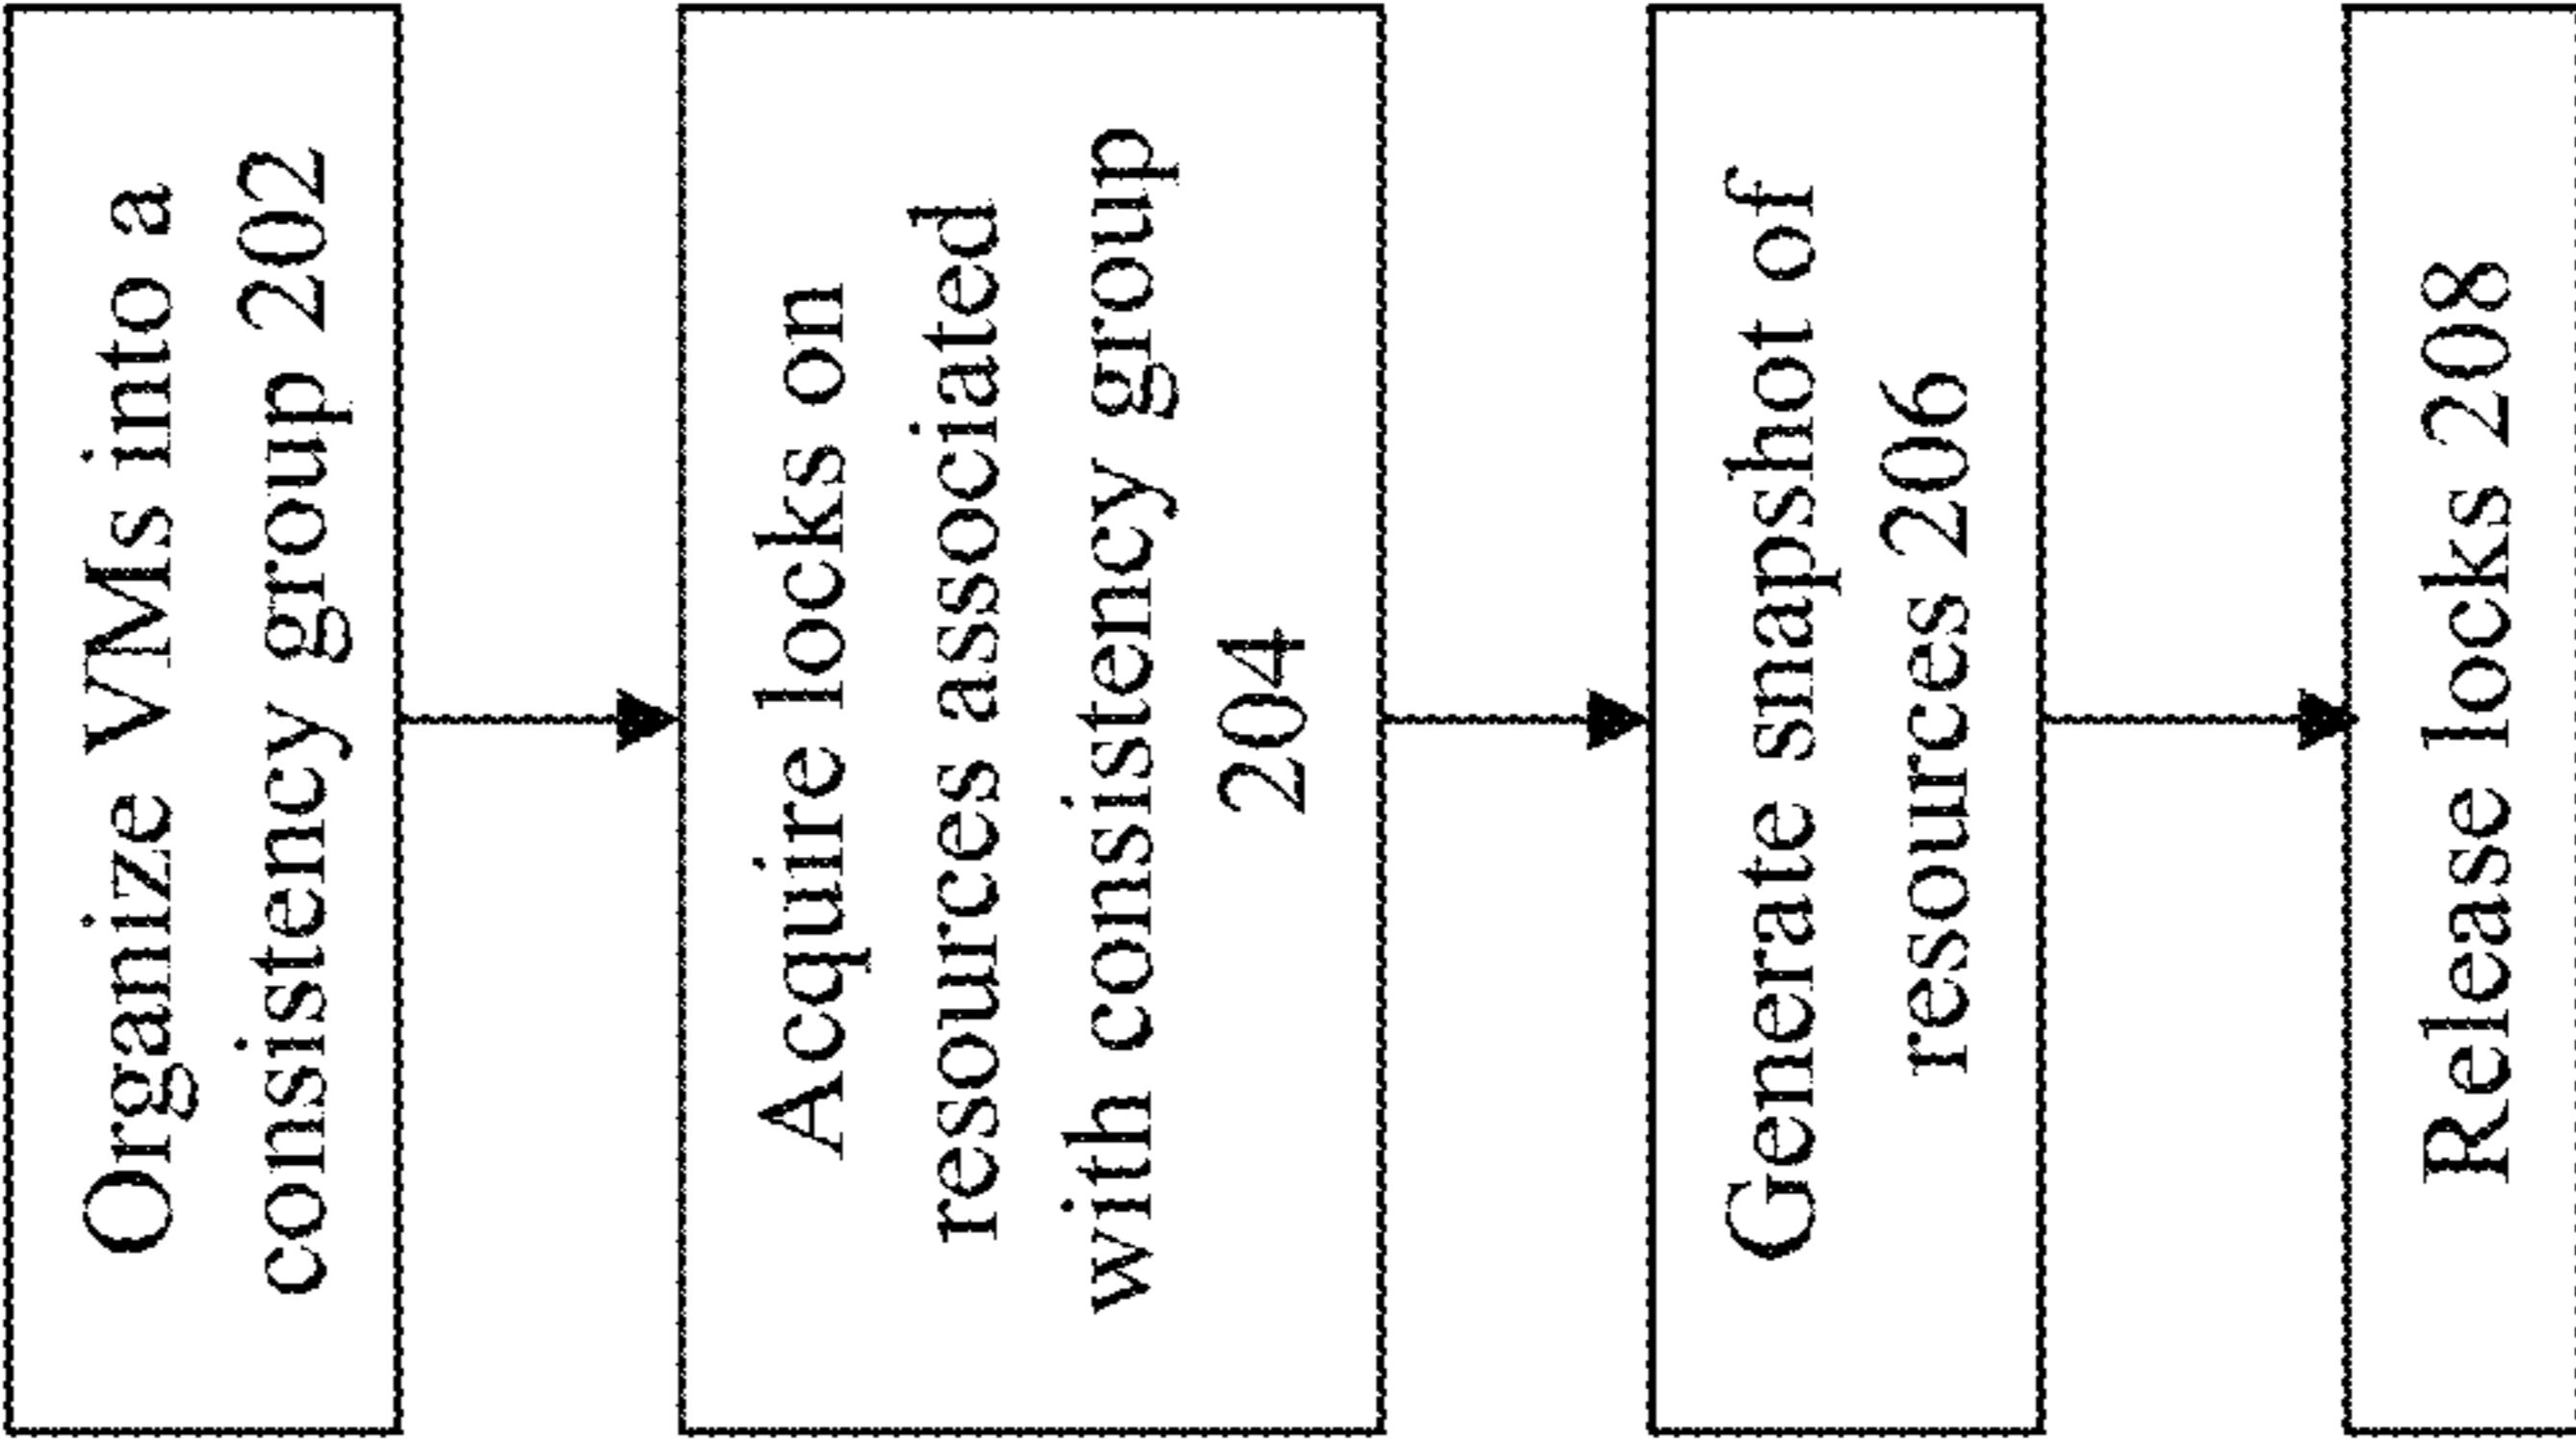 Organize VMs into a
consistency group 202
Acquire locks on
resources associated
with consistency group
204
Generate snapshot of
resources 206
Release locks 208